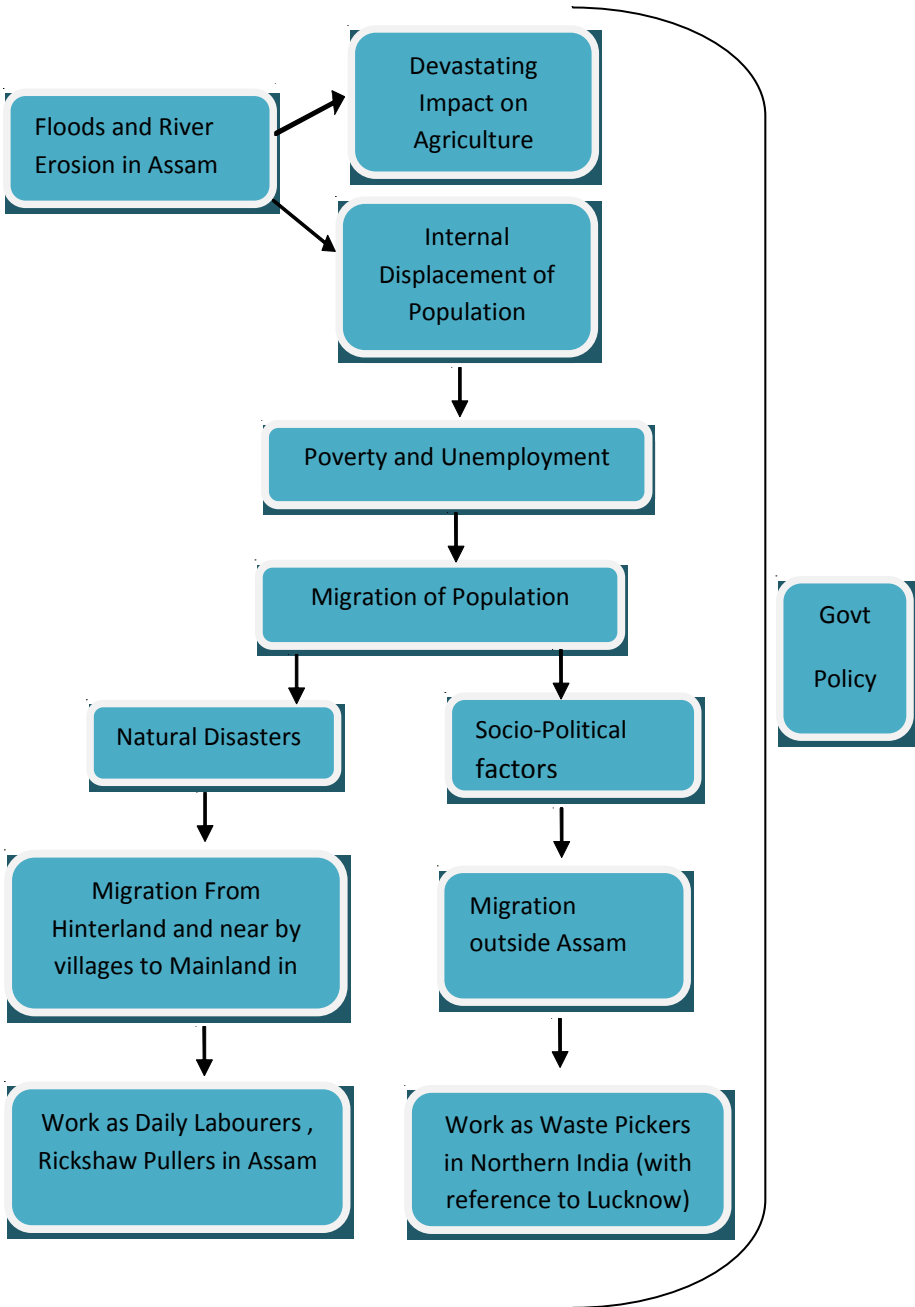 Devastating
Impact on
Agriculture
Floods and River
Erosion in Assam
Internal
Displacement of
Population
Poverty and Unemployment
Migration of Population
Govt
Policy
Natural Disasters
Socio-Political
factors
Migration From
Hinterland and near by
villages to Mainland in
Migration
outside Assam
Work as Daily Labourers ,
Rickshaw Pullers in Assam
Work as Waste Pickers
in Northern India (with
reference to Lucknow)